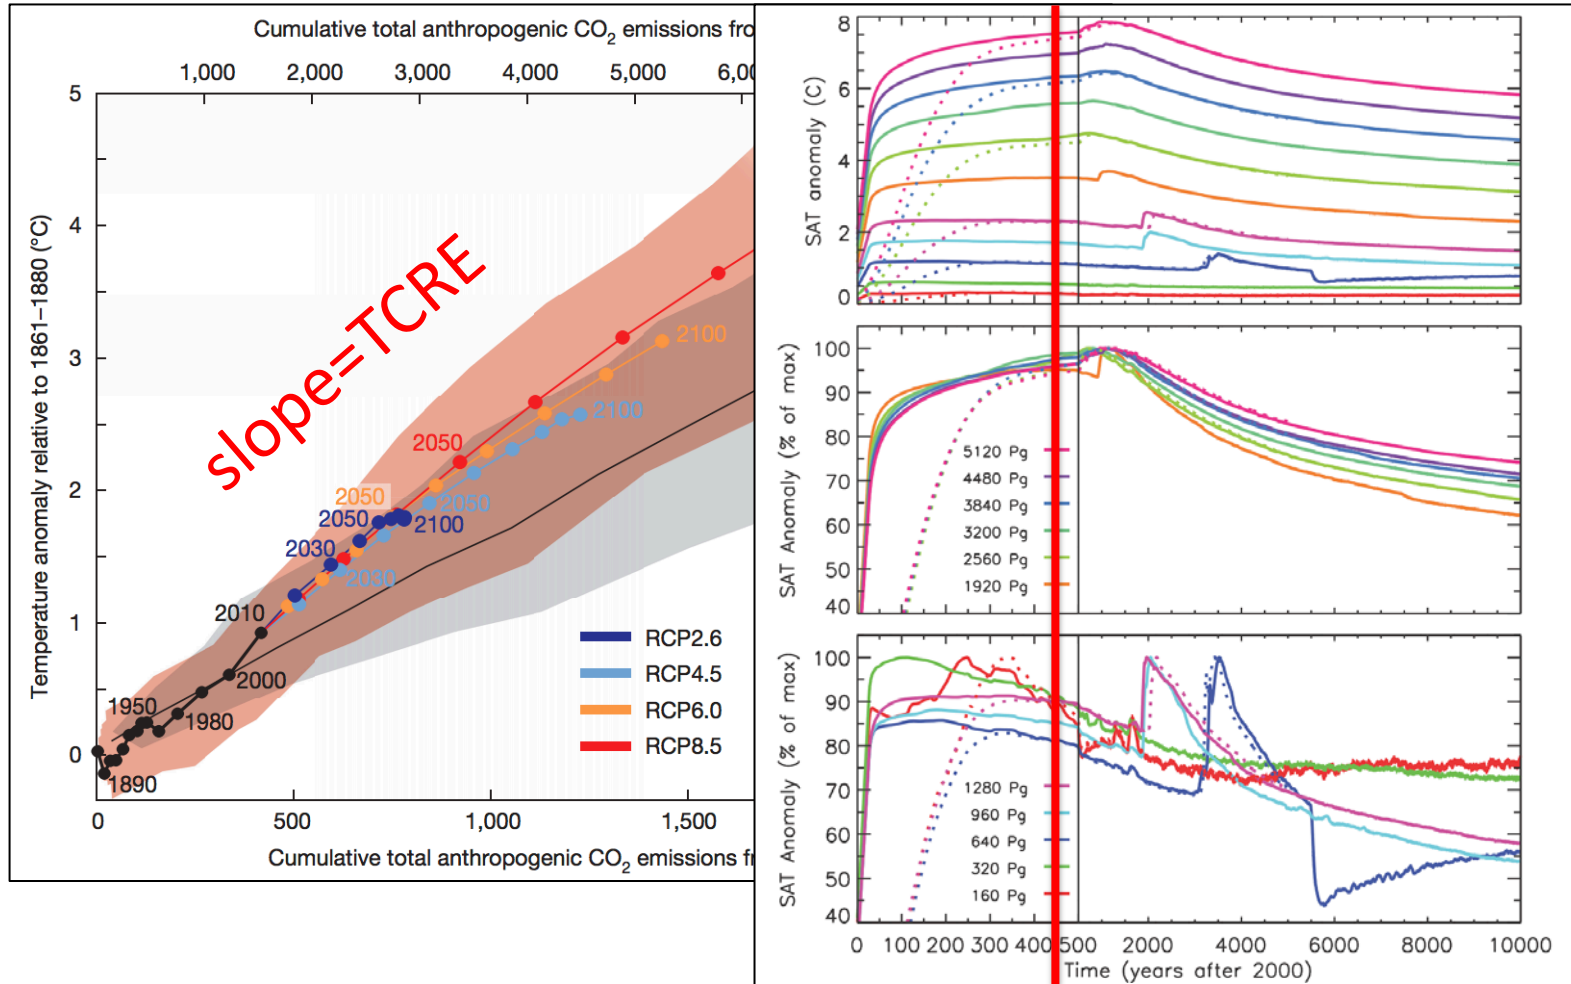 Cumulative total anthropogenic CO2 emissions fro
1,000 2,000 3,000 4,000 5,000 6,0
5
4
3
2
1
0
Temperature anomaly relative to 1861–1880 (°C)
slope=TCRE
2100
2100
2050
2050
2050
2050
2100
2030
2030
2010
2000
1950
1980
1890
RCP2.6
RCP4.5
RCP6.0
RCP8.5
0 500 1,000 1,500
Cumulative total anthropogenic CO2 emissions fr
8
6
4
2
0
SAT anomaly (C)
100
90
80
70
60
50
40
SAT Anomaly (% of max)
5120 Pg
4480 Pg
3840 Pg
3200 Pg
2560 Pg
1920 Pg
100
90
80
70
60
50
40
SAT Anomaly (% of max)
1280 Pg
960 Pg
640 Pg
320 Pg
160 Pg
0 100 200 300 400 500 2000 4000 6000 8000 10000
Time (years after 2000)